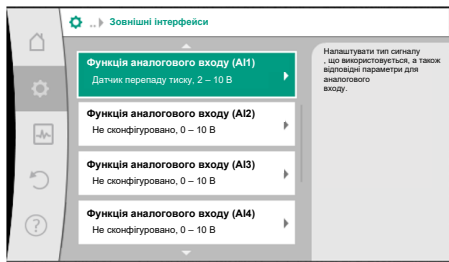 ..
Зовнішні інтерфейси
Функція аналогового входу (AI1)
Датчик перепаду тиску, 2 – 10 В
Функція аналогового входу (AI2)
Не сконфігуровано, 0 – 10 В
Функція аналогового входу (AI3)
Не сконфігуровано, 0 – 10 В
Функція аналогового входу (AI4)
Не сконфігуровано, 0 – 10 В
Налаштувати тип сигналу
, що використовується, а також
відповідні параметри для
аналогового
входу.
?